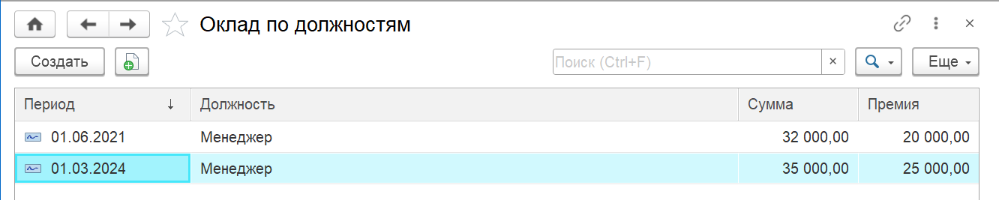 Оклад по должностям
Создать Поиск (Ctrl+F) × Еще
Период ↓ Должность Сумма Премия
01.06.2021 Менеджер 32 000,00 20 000,00
01.03.2024 Менеджер 35 000,00 25 000,00